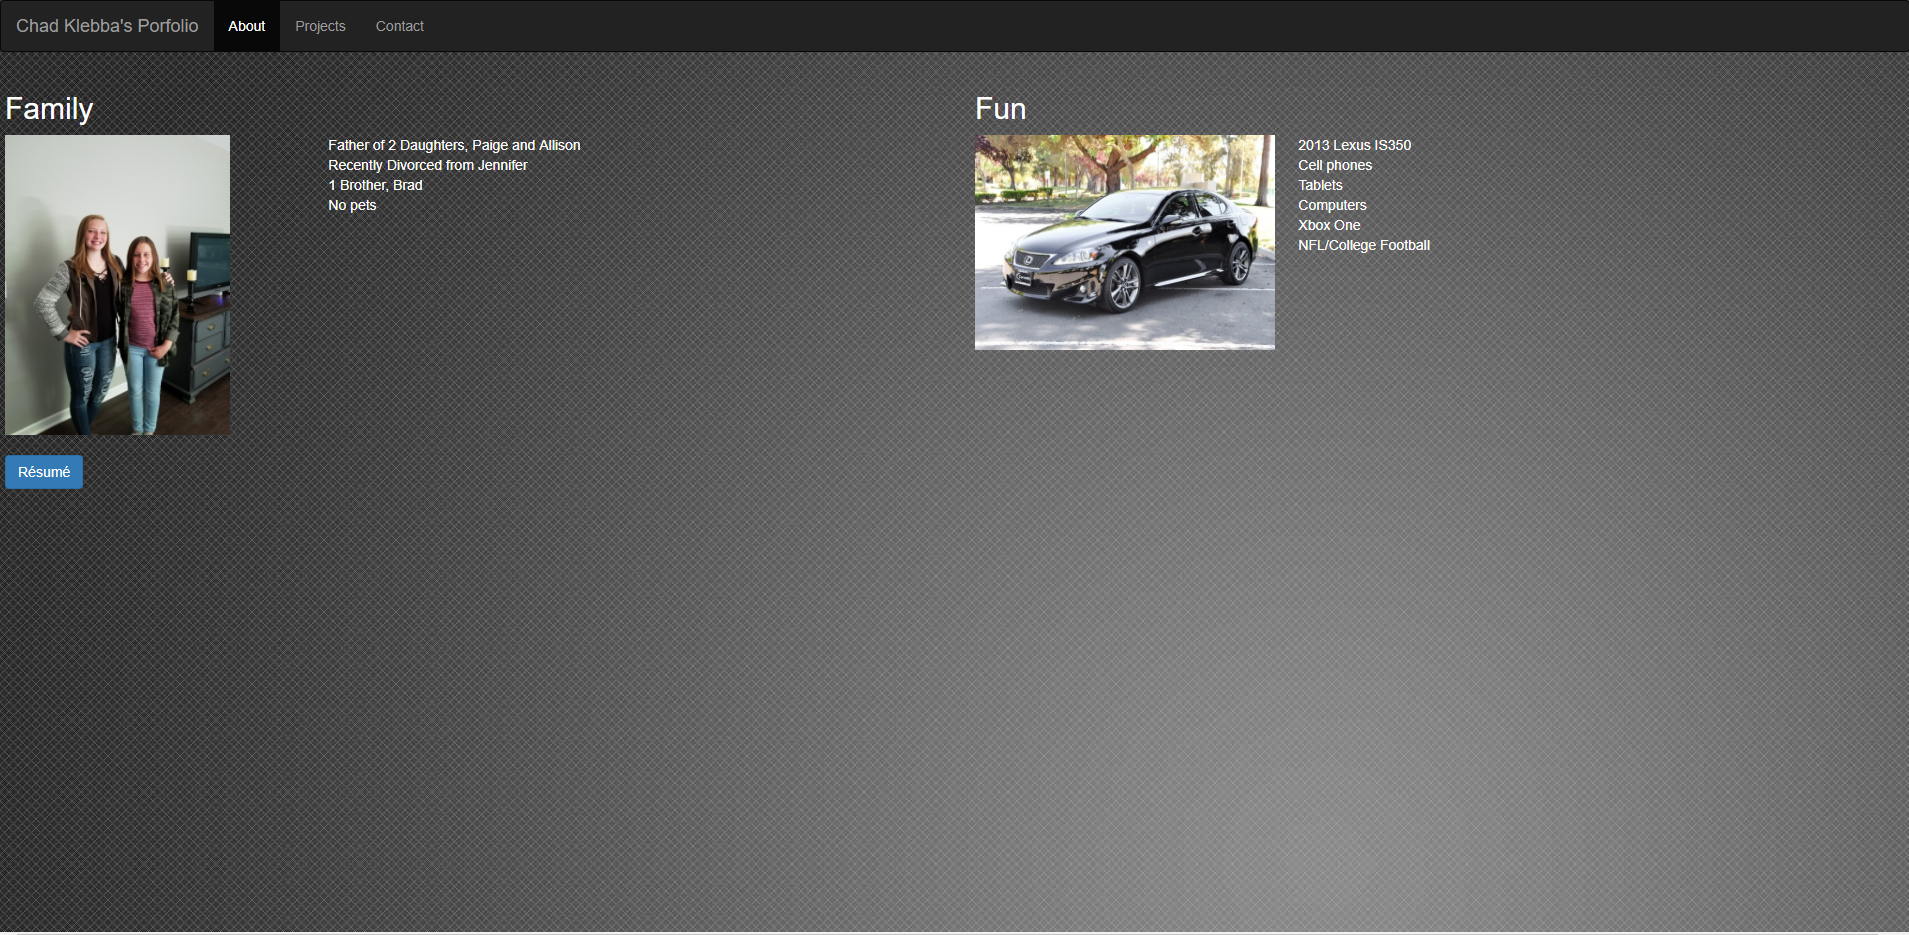 Chad Klebba's Porfolio About Projects Contact
Family
Father of 2 Daughters, Paige and Allison
Recently Divorced from Jennifer
1 Brother, Brad
No pets
Résumé
Fun
2013 Lexus IS350
Cell phones
Tablets
Computers
Xbox One
NFL/College Football